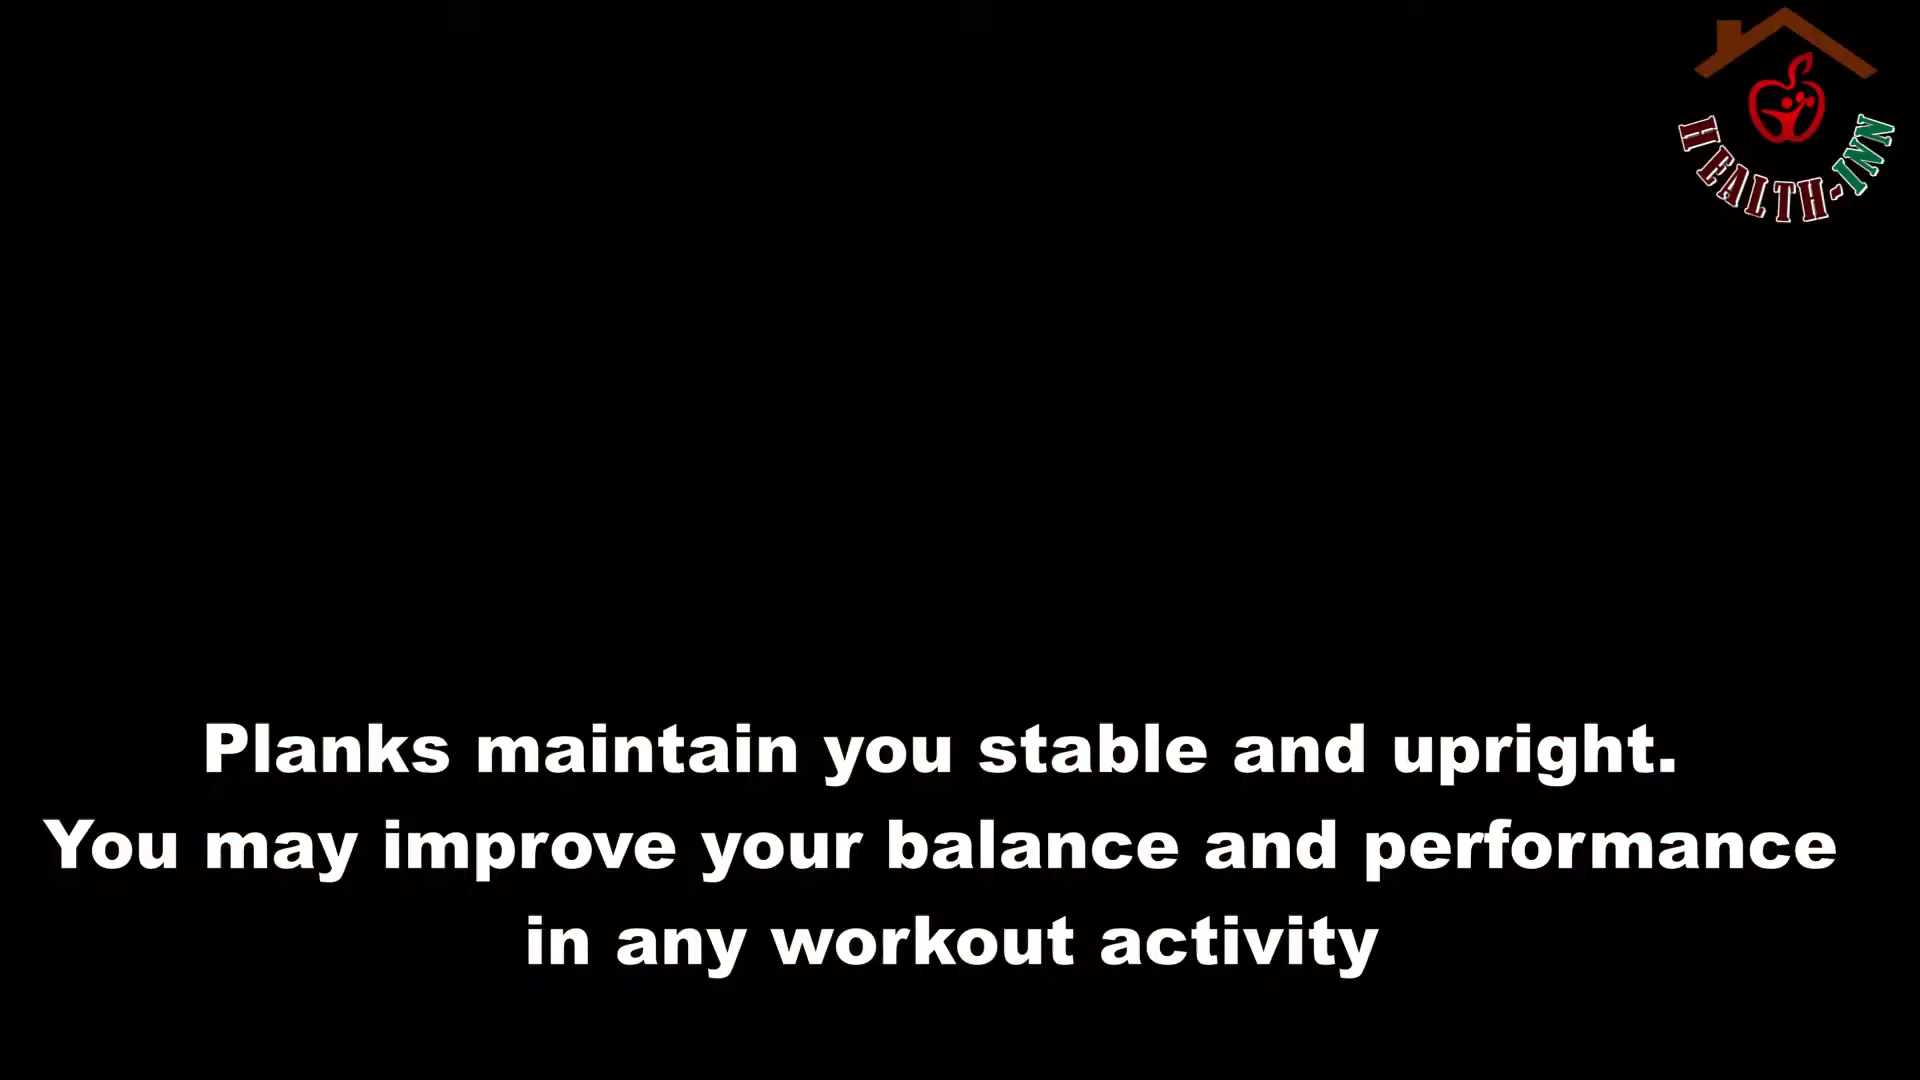 HEALTH-INN
Planks maintain you stable and upright.
You may improve your balance and performance
in any workout activity